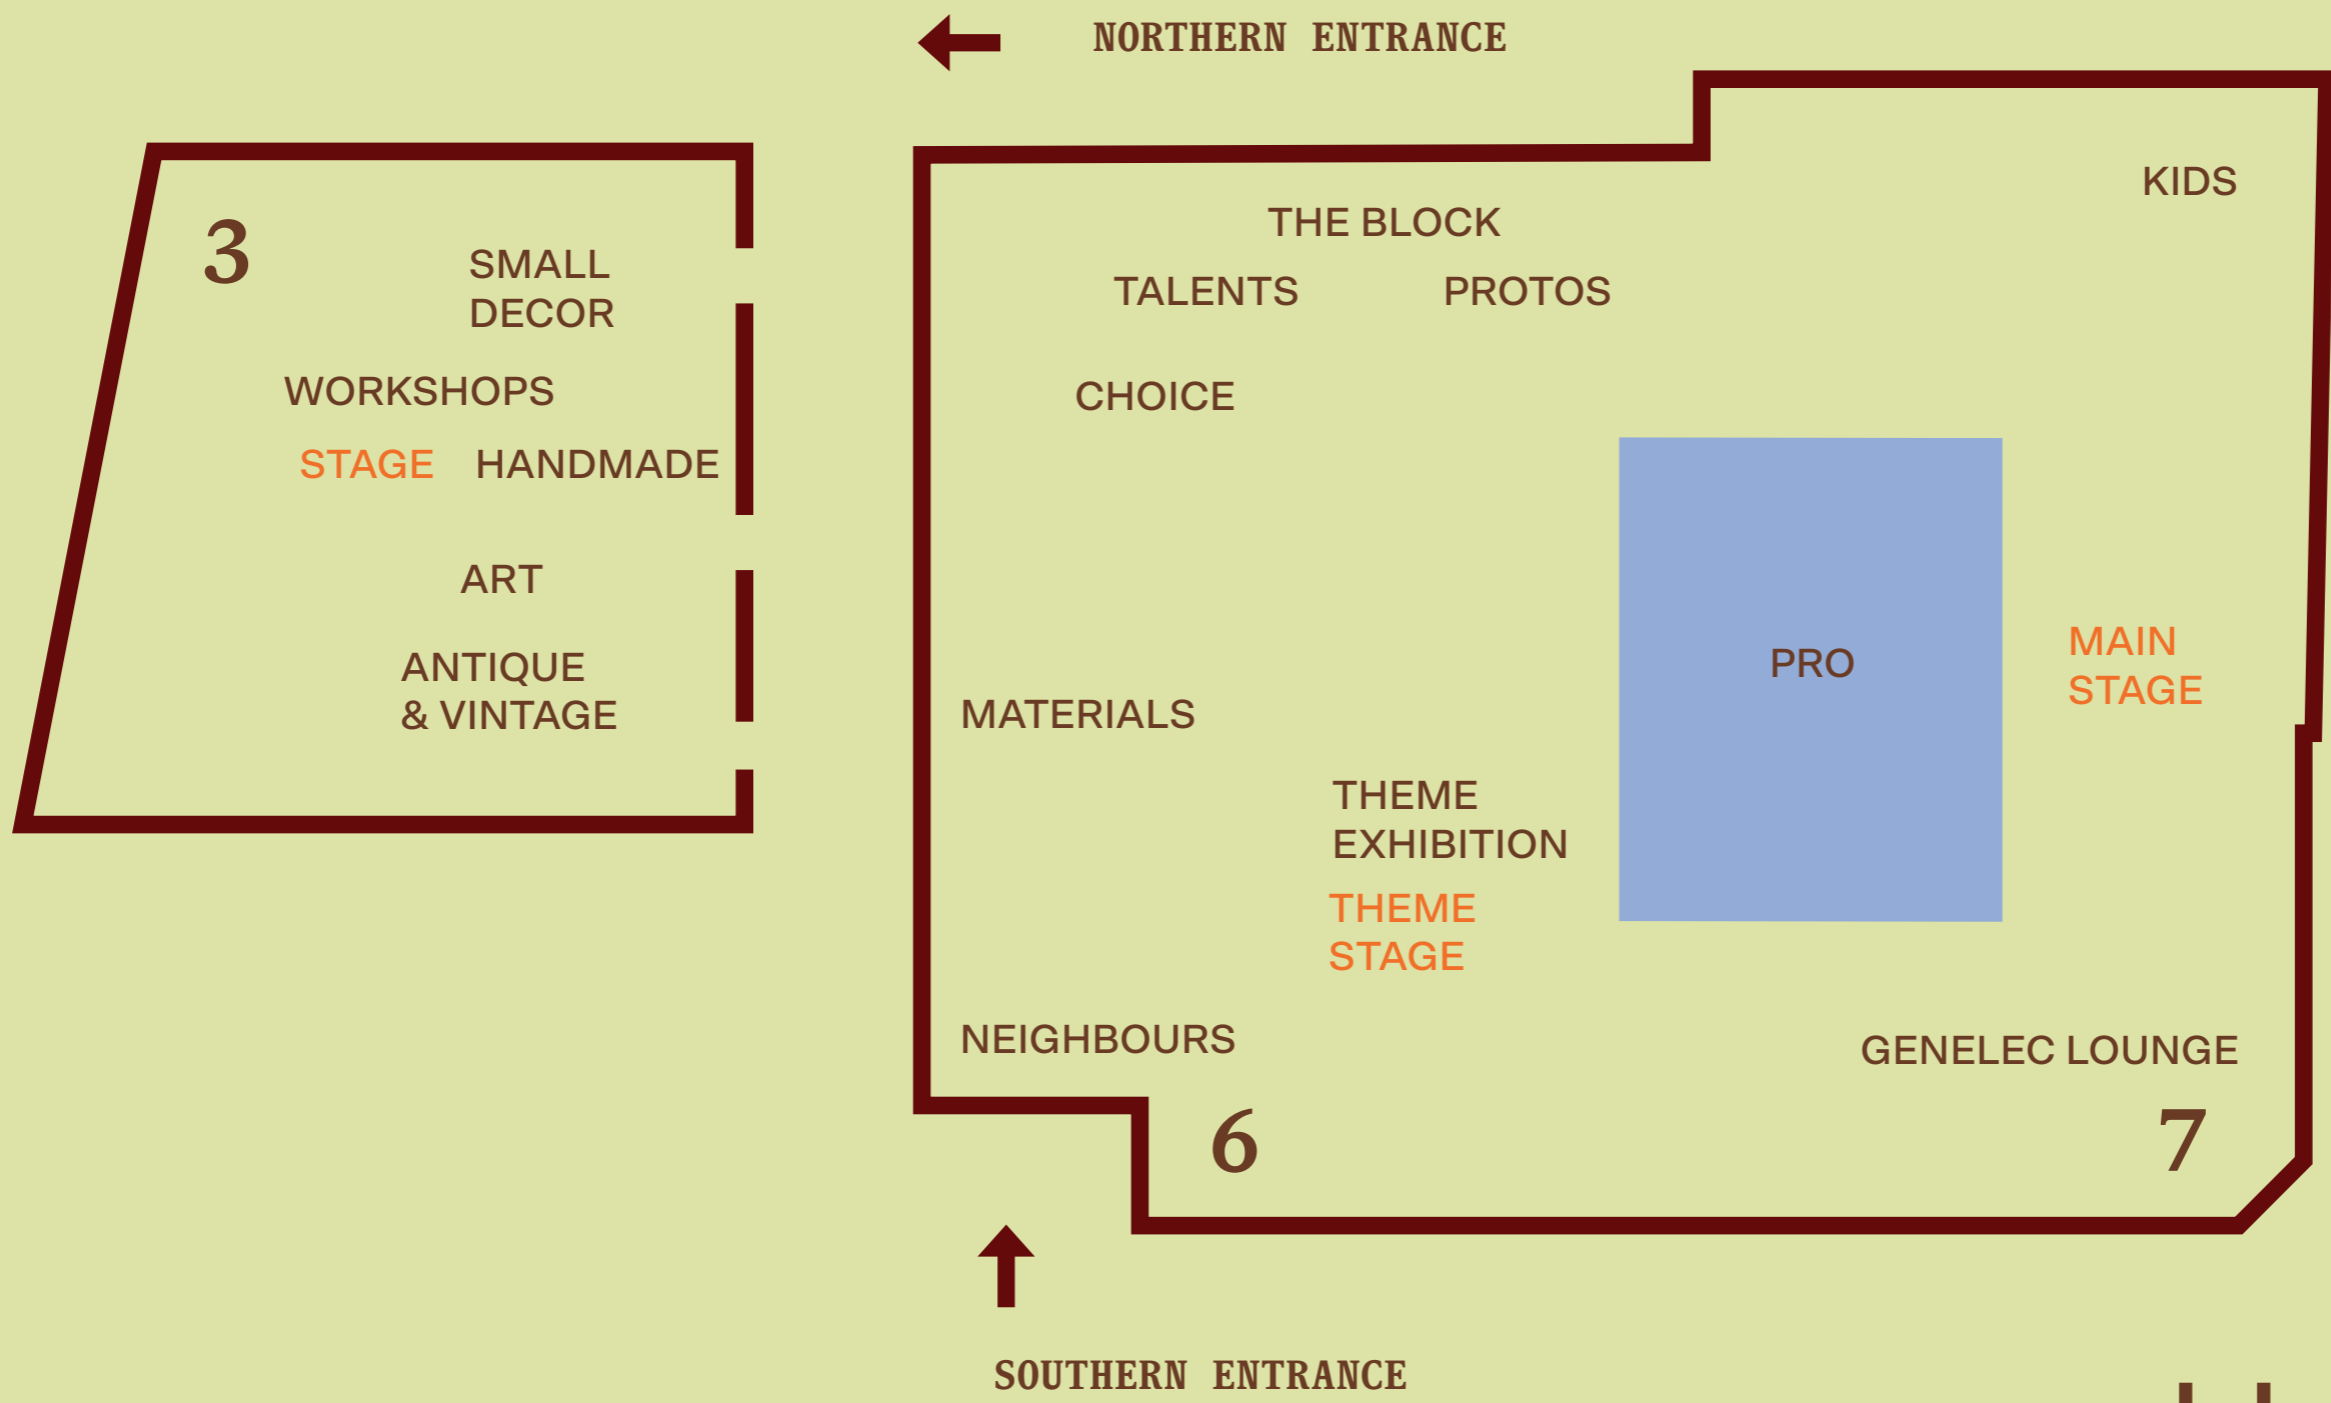 NORTHERN ENTRANCE
3
SMALL
DECOR
WORKSHOPS
STAGE HANDMADE
ART
ANTIQUE
& VINTAGE
KIDS
THE BLOCK
TALENTS PROTOS
CHOICE
PRO
MAIN
STAGE
MATERIALS
THEME
EXHIBITION
THEME
STAGE
NEIGHBOURS
GENELEC LOUNGE
6
7
SOUTHERN ENTRANCE